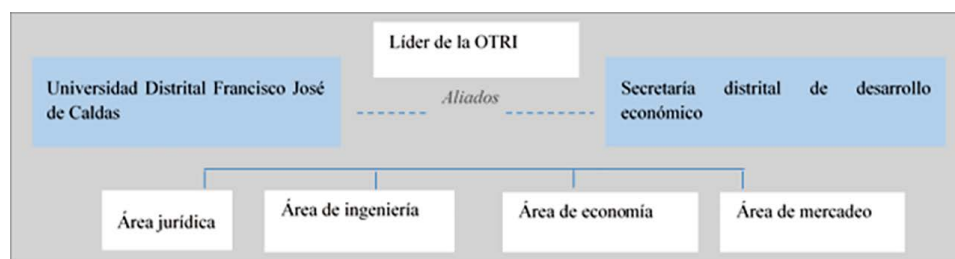 Líder de la OTRI
Universidad Distrital Francisco José
de Caldas
Aliados
Secretaría distrital de desarrollo
económico
Área jurídica
Área de ingeniería
Área de economía
Área de mercadeo